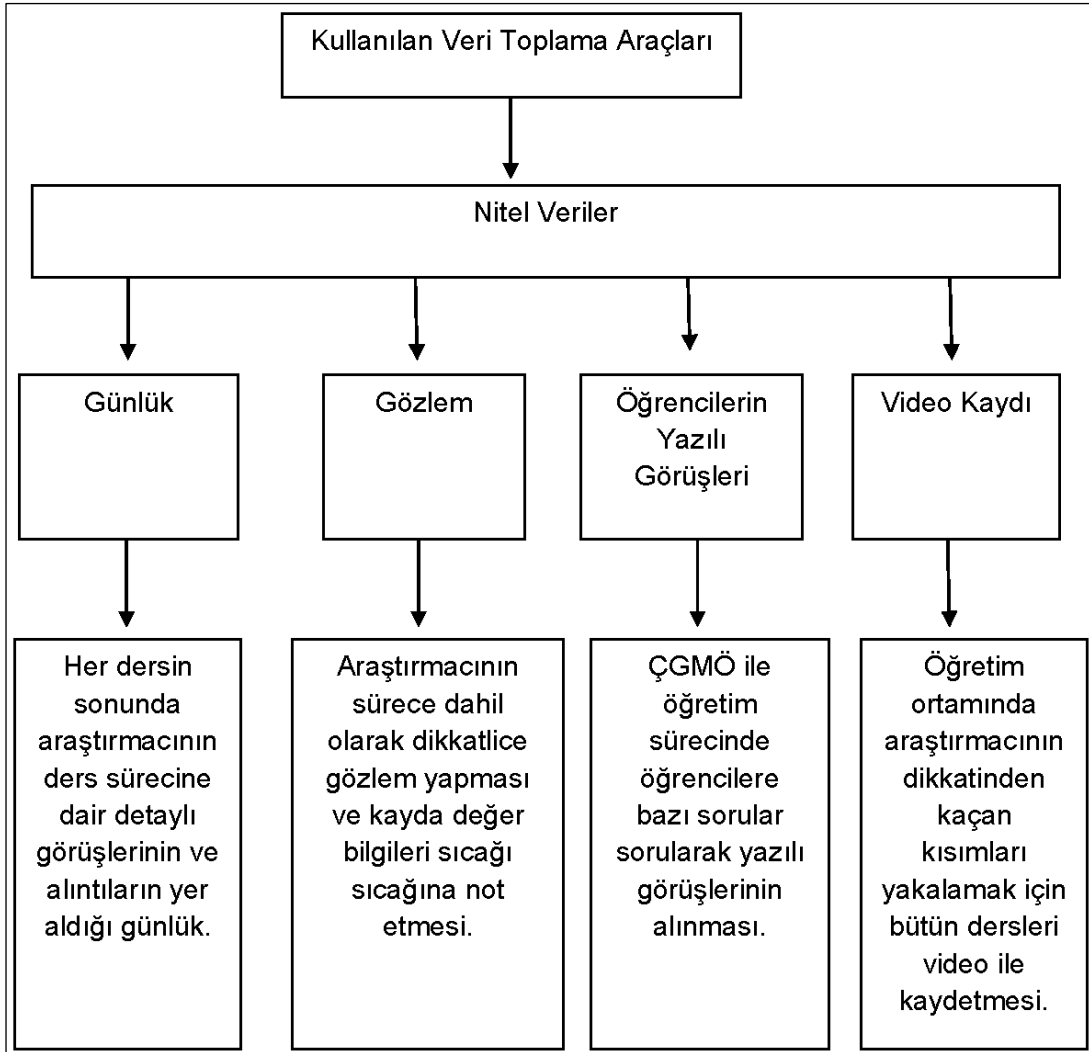 Kullanılan Veri Toplama Araçları
Nitel Veriler
Günlük
Gözlem
Öğrencilerin
Yazılı
Görüşleri
Video Kaydı
Her dersin
sonunda
araştırmacının
ders sürecine
dair detaylı
görüşlerinin ve
alıntıların yer
aldığı günlük.
Araştırmacının
sürece dahil
olarak dikkatlice
gözlem yapması
ve kayda değer
bilgileri sıcağı
sıcağına not
etmesi.
ÇGMÖ ile
öğretim
sürecinde
öğrencilere
bazı sorular
sorularak yazılı
görüşlerinin
alınması.
Öğretim
ortamında
araştırmacının
dikkatinden
kaçan
kısımları
yakalamak için
bütün dersleri
video ile
kaydetmesi.